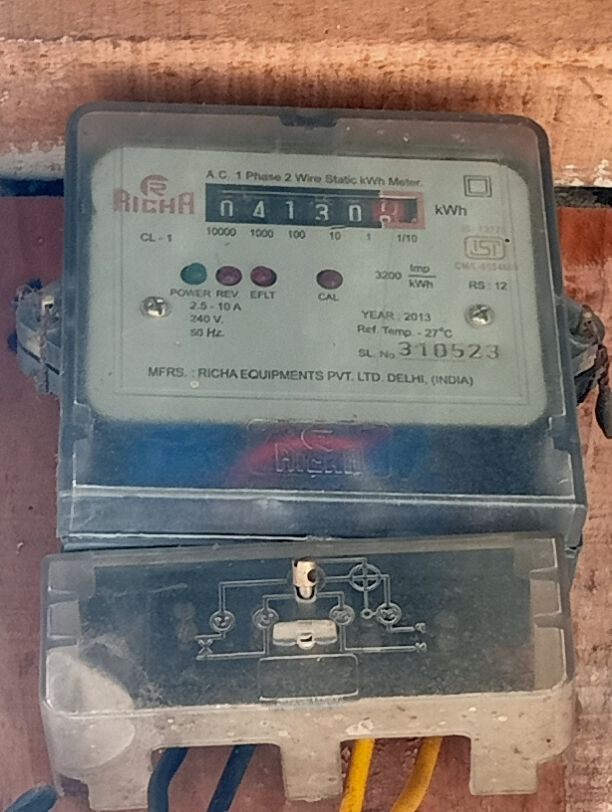 A.C. 1 Phase 2 Wire Static kWh Meter.
RICHA
0 4 1 3 0 kWh
CL - 1 10000 1000 100 10 1 1/10
ISI
3200 Imp/kWh RS : 12
POWER REV. EFLT CAL
2.5 - 10 A
240 V.
50 Hz.
YEAR : 2013
Ref. Temp. - 27°C
SL. No 310523
MFRS. : RICHA EQUIPMENTS PVT. LTD. DELHI, (INDIA)
RICHA